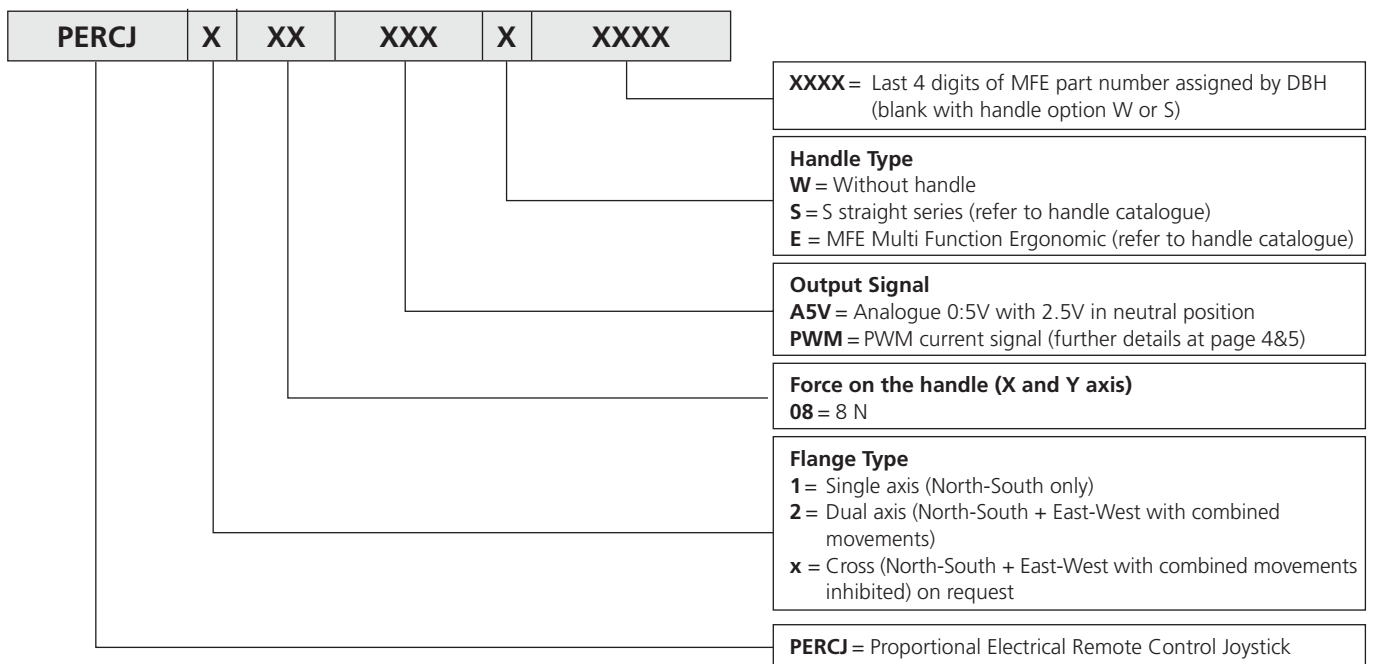 PERCJ X XX XXX X XXXX
XXXX = Last 4 digits of MFE part number assigned by DBH
(blank with handle option W or S)
Handle Type
W = Without handle
S = S straight series (refer to handle catalogue)
E = MFE Multi Function Ergonomic (refer to handle catalogue)
Output Signal
A5V = Analogue 0:5V with 2.5V in neutral position
PWM = PWM current signal (further details at page 4&5)
Force on the handle (X and Y axis)
08 = 8 N
Flange Type
1 = Single axis (North-South only)
2 = Dual axis (North-South + East-West with combined
movements)
x = Cross (North-South + East-West with combined movements
inhibited) on request
PERCJ = Proportional Electrical Remote Control Joystick